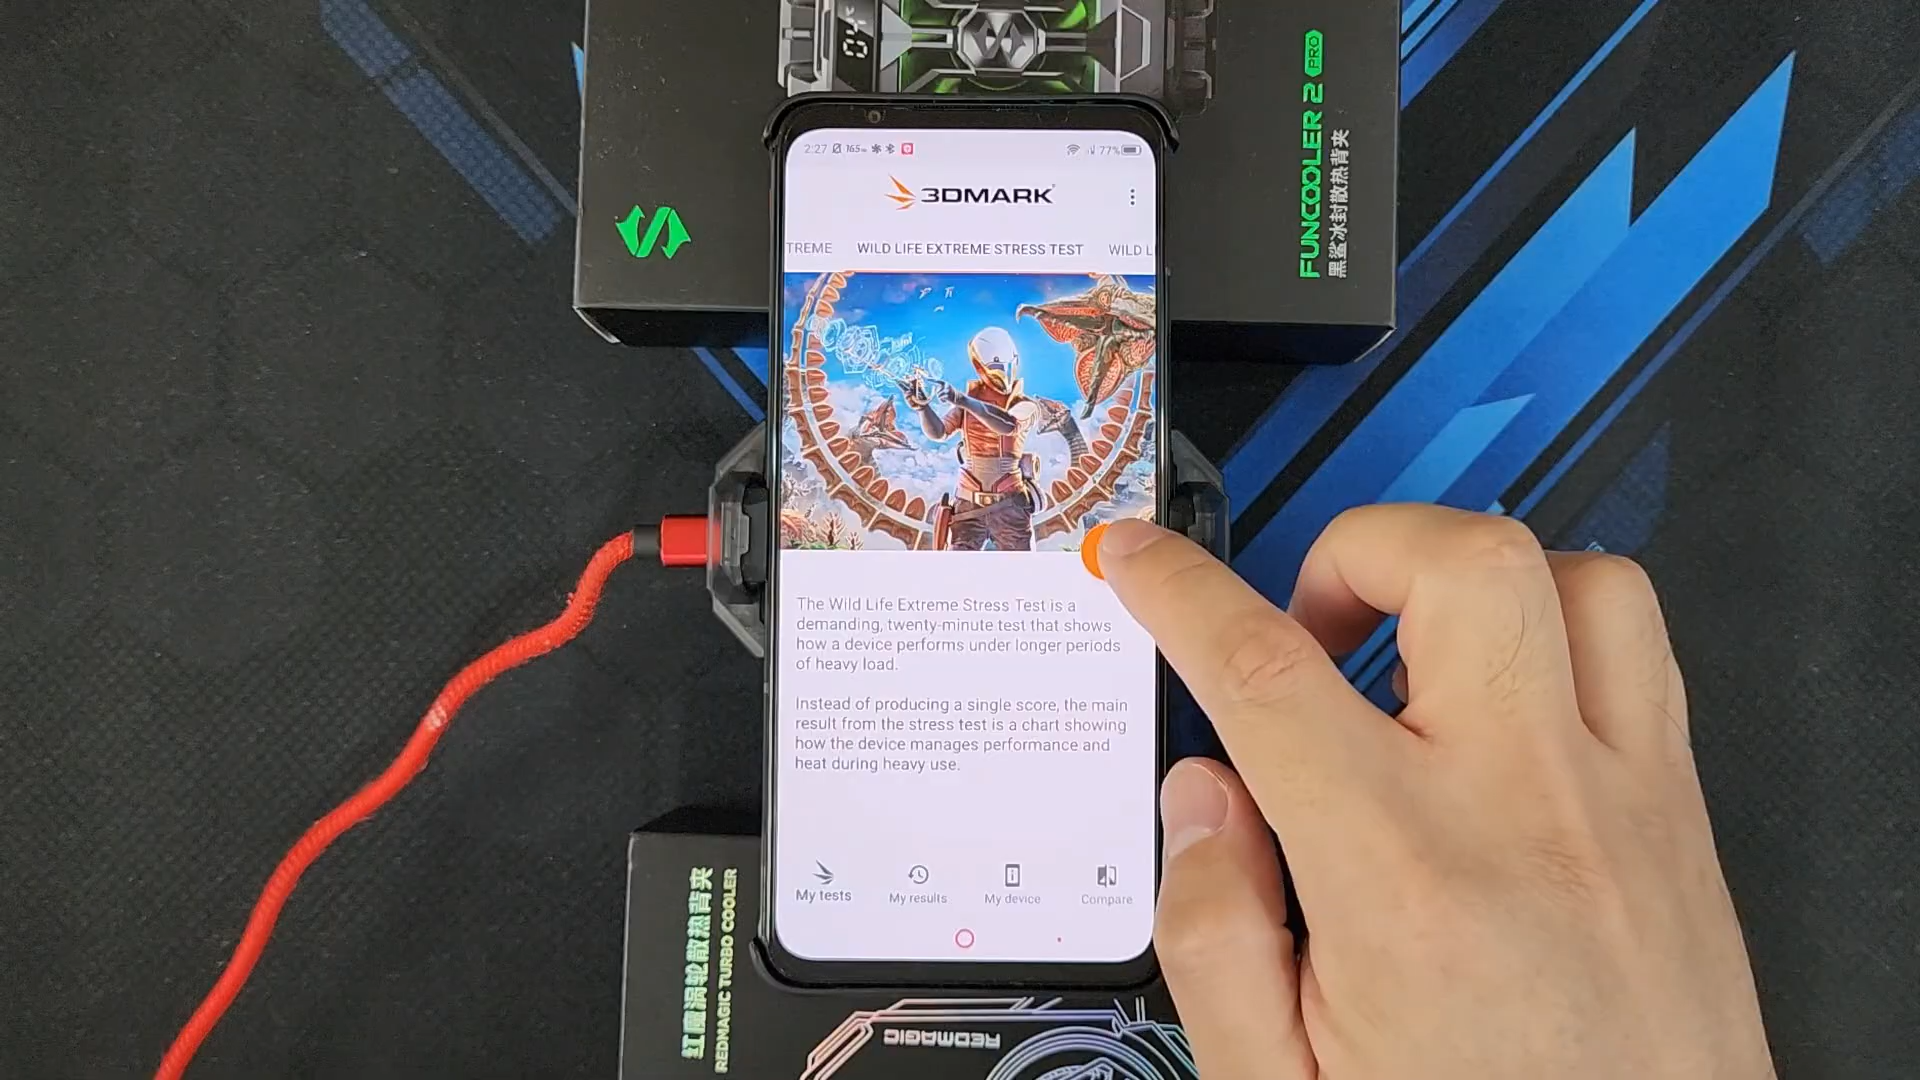 FUNCOOLER 2 PRO
黑鲨冰封散热背夹
2:27
77%
3DMARK
TREME
WILD LIFE EXTREME STRESS TEST
WILD L
The Wild Life Extreme Stress Test is a
demanding, twenty-minute test that shows
how a device performs under longer periods
of heavy load.
Instead of producing a single score, the main
result from the stress test is a chart showing
how the device manages performance and
heat during heavy use.
My tests
My results
My device
Compare
红魔涡轮散热背夹
REDMAGIC TURBO COOLER
REDMAGIC